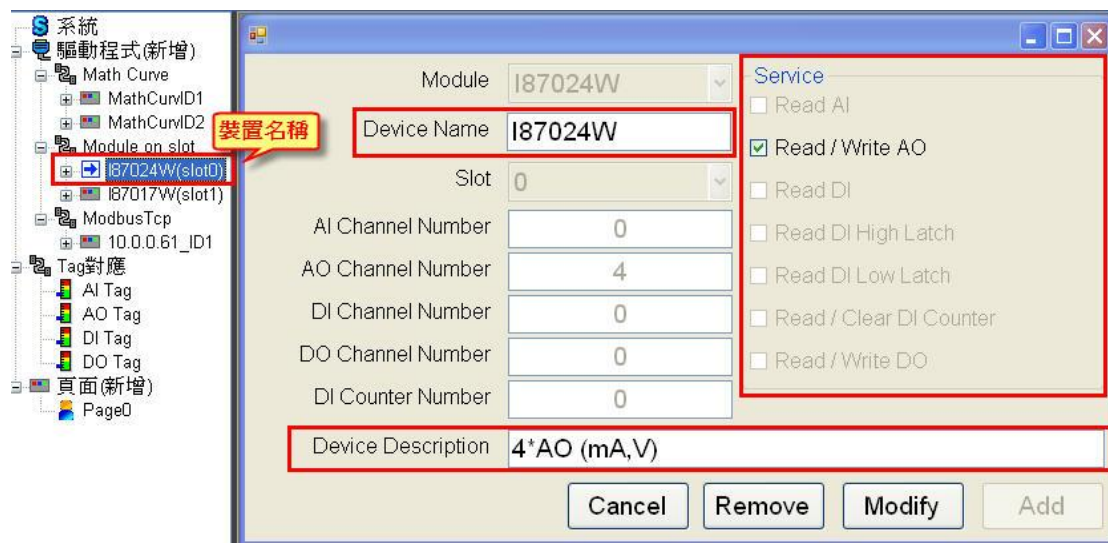 系統
驅動程式(新增)
Math Curve
MathCurvID1
MathCurvID2
Module on slot
I87024W(slot0)
I87017W(slot1)
ModbusTcp
10.0.0.61_ID1
Tag對應
AI Tag
AO Tag
DI Tag
DO Tag
頁面(新增)
Page0
裝置名稱
Module I87024W
Device Name I87024W
Slot 0
AI Channel Number 0
AO Channel Number 4
DI Channel Number 0
DO Channel Number 0
DI Counter Number 0
Device Description 4*AO (mA,V)
Service
Read AI
Read / Write AO
Read DI
Read DI High Latch
Read DI Low Latch
Read / Clear DI Counter
Read / Write DO
Cancel Remove Modify Add